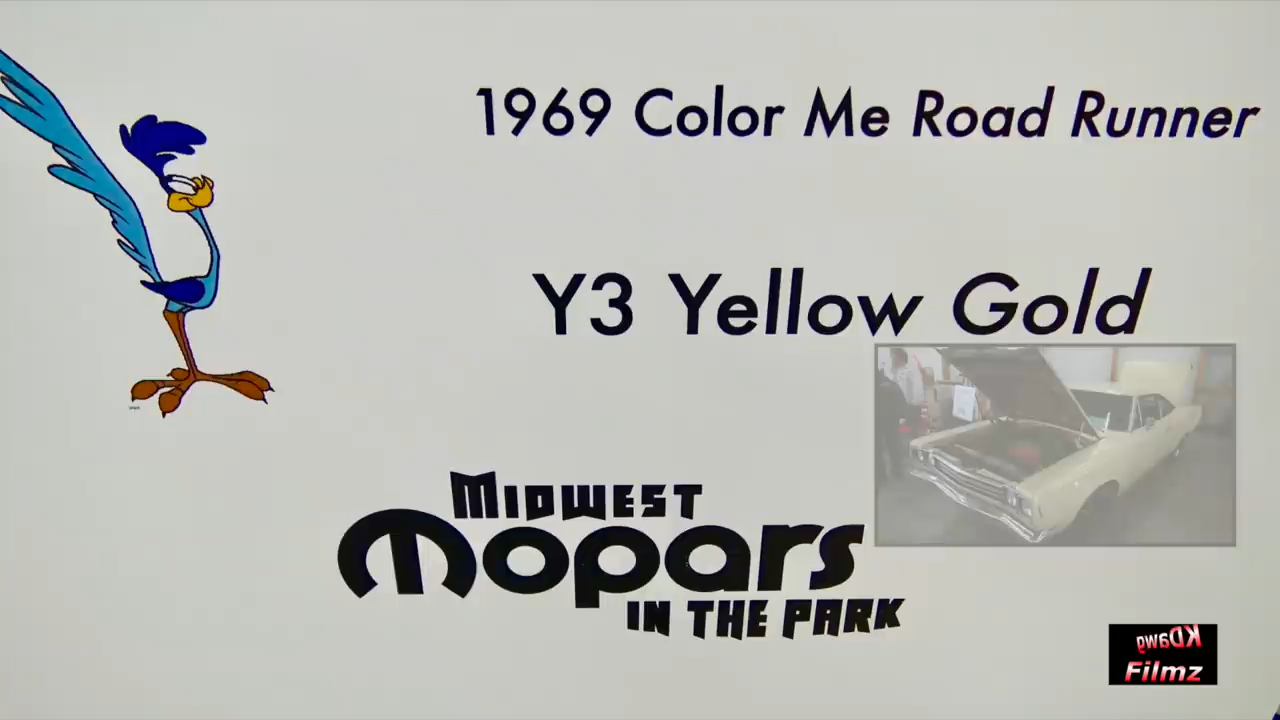 1969 Color Me Road Runner
Y3 Yellow Gold
MIDWEST
mopars
IN THE PARK
KDawg
Filmz